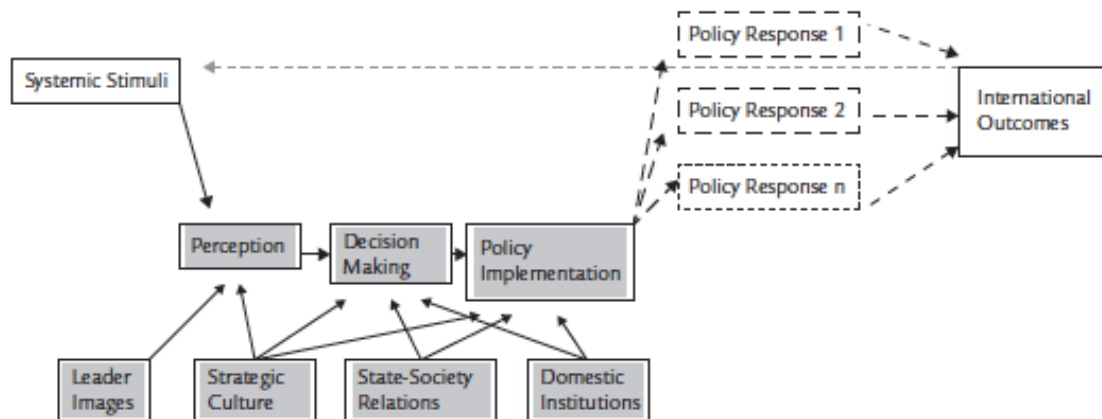 Policy Response 1
Systemic Stimuli
International
Outcomes
Policy Response 2
Policy Response n
Perception
Decision
Making
Policy
Implementation
Leader
Images
Strategic
Culture
State-Society
Relations
Domestic
Institutions